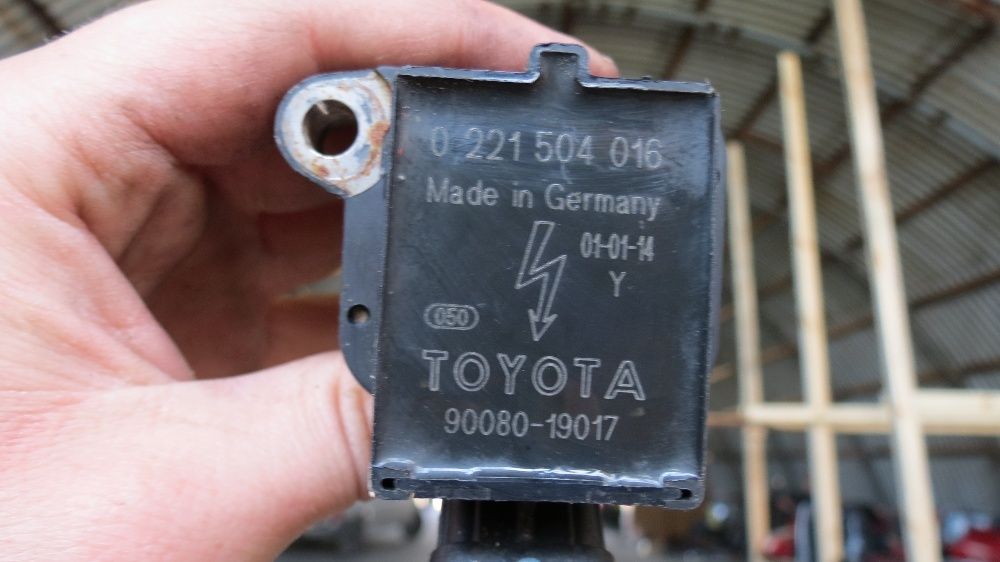 0 221 504 016
Made in Germany
01-01-14
Y
050
TOYOTA
90080-19017